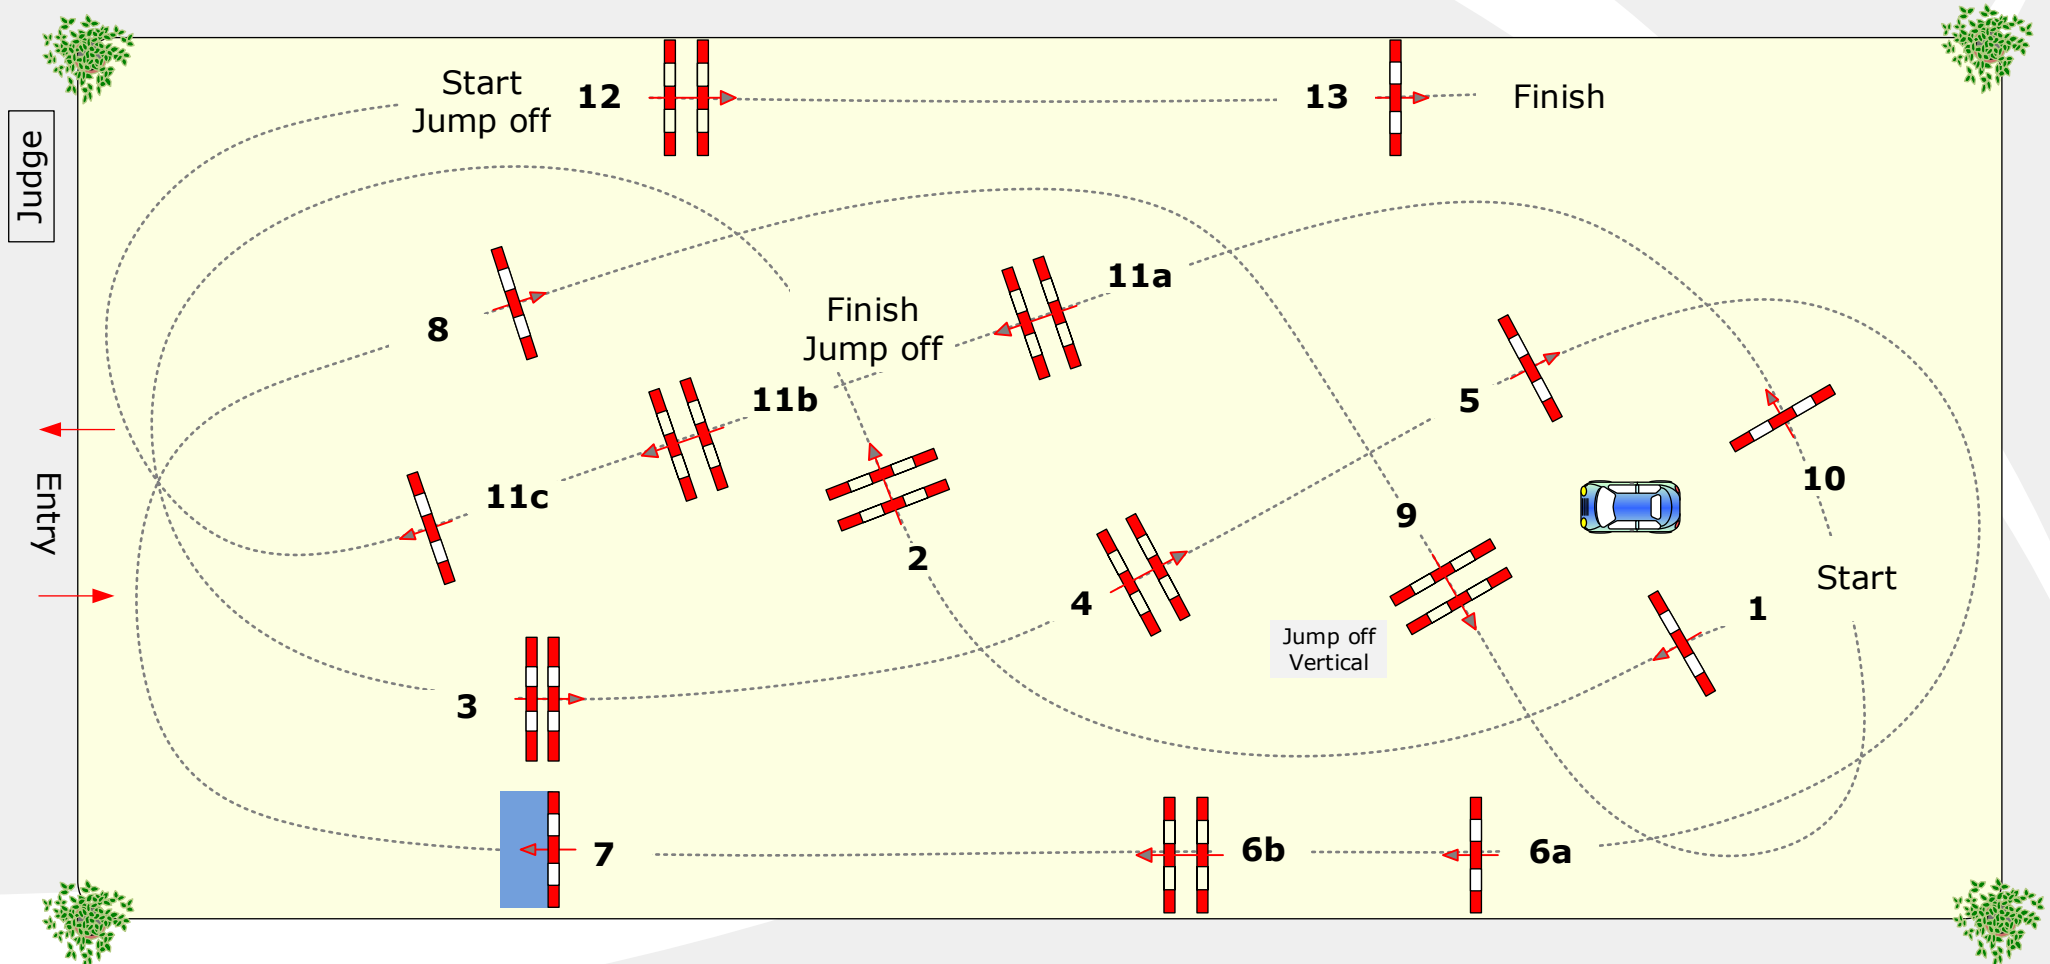 Start
Jump off
12
13
Finish
Judge
8
Finish
Jump off
11a
11b
5
11c
10
Entry
9
2
4
Start
1
Jump off
Vertical
3
7
6b
6a